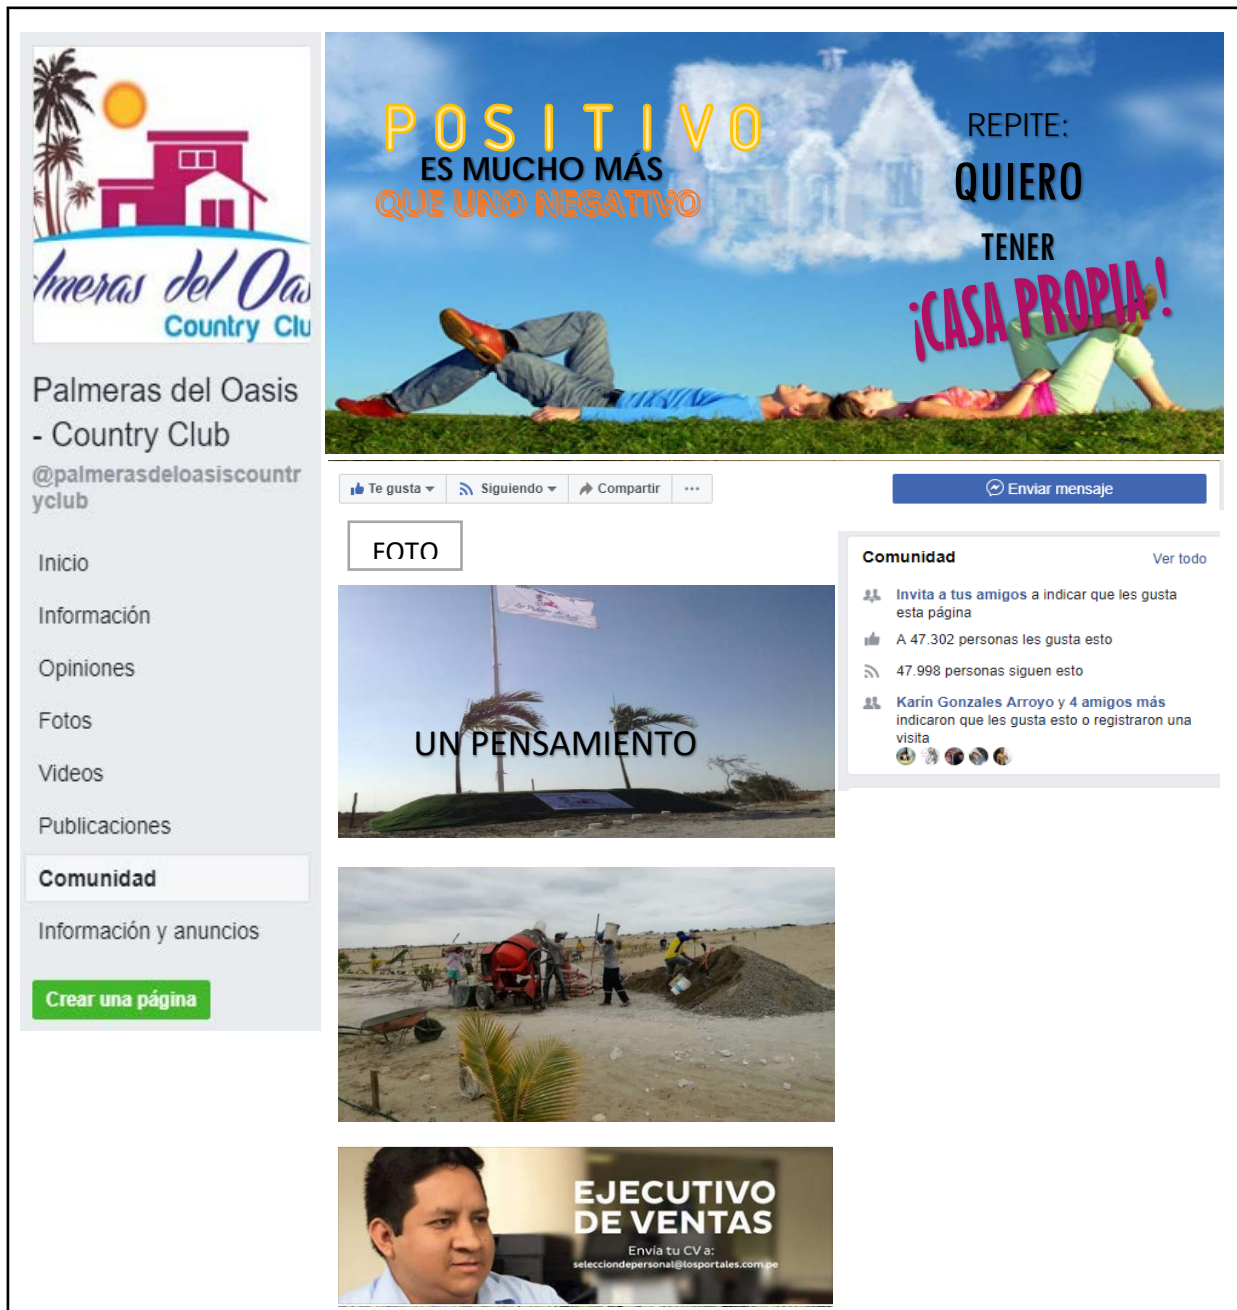 lmeras del Oas
Country Clu
Palmeras del Oasis
- Country Club
@palmerasdeloasiscountr
yclub
Inicio
Información
Opiniones
Fotos
Videos
Publicaciones
Comunidad
Información y anuncios
Crear una página
POSITIVO
ES MUCHO MÁS
QUE UNO NEGATIVO
REPITE:
QUIERO
TENER
¡CASA PROPIA!
Te gusta
Siguiendo
Compartir
Enviar mensaje
FOTO
UN PENSAMIENTO
Comunidad
Ver todo
Invita a tus amigos a indicar que les gusta
esta página
A 47.302 personas les gusta esto
47.998 personas siguen esto
Karín Gonzales Arroyo y 4 amigos más
indicaron que les gusta esto o registraron una
visita
EJECUTIVO
DE VENTAS
Envía tu CV a:
selecciondepersonal@losportales.com.pe